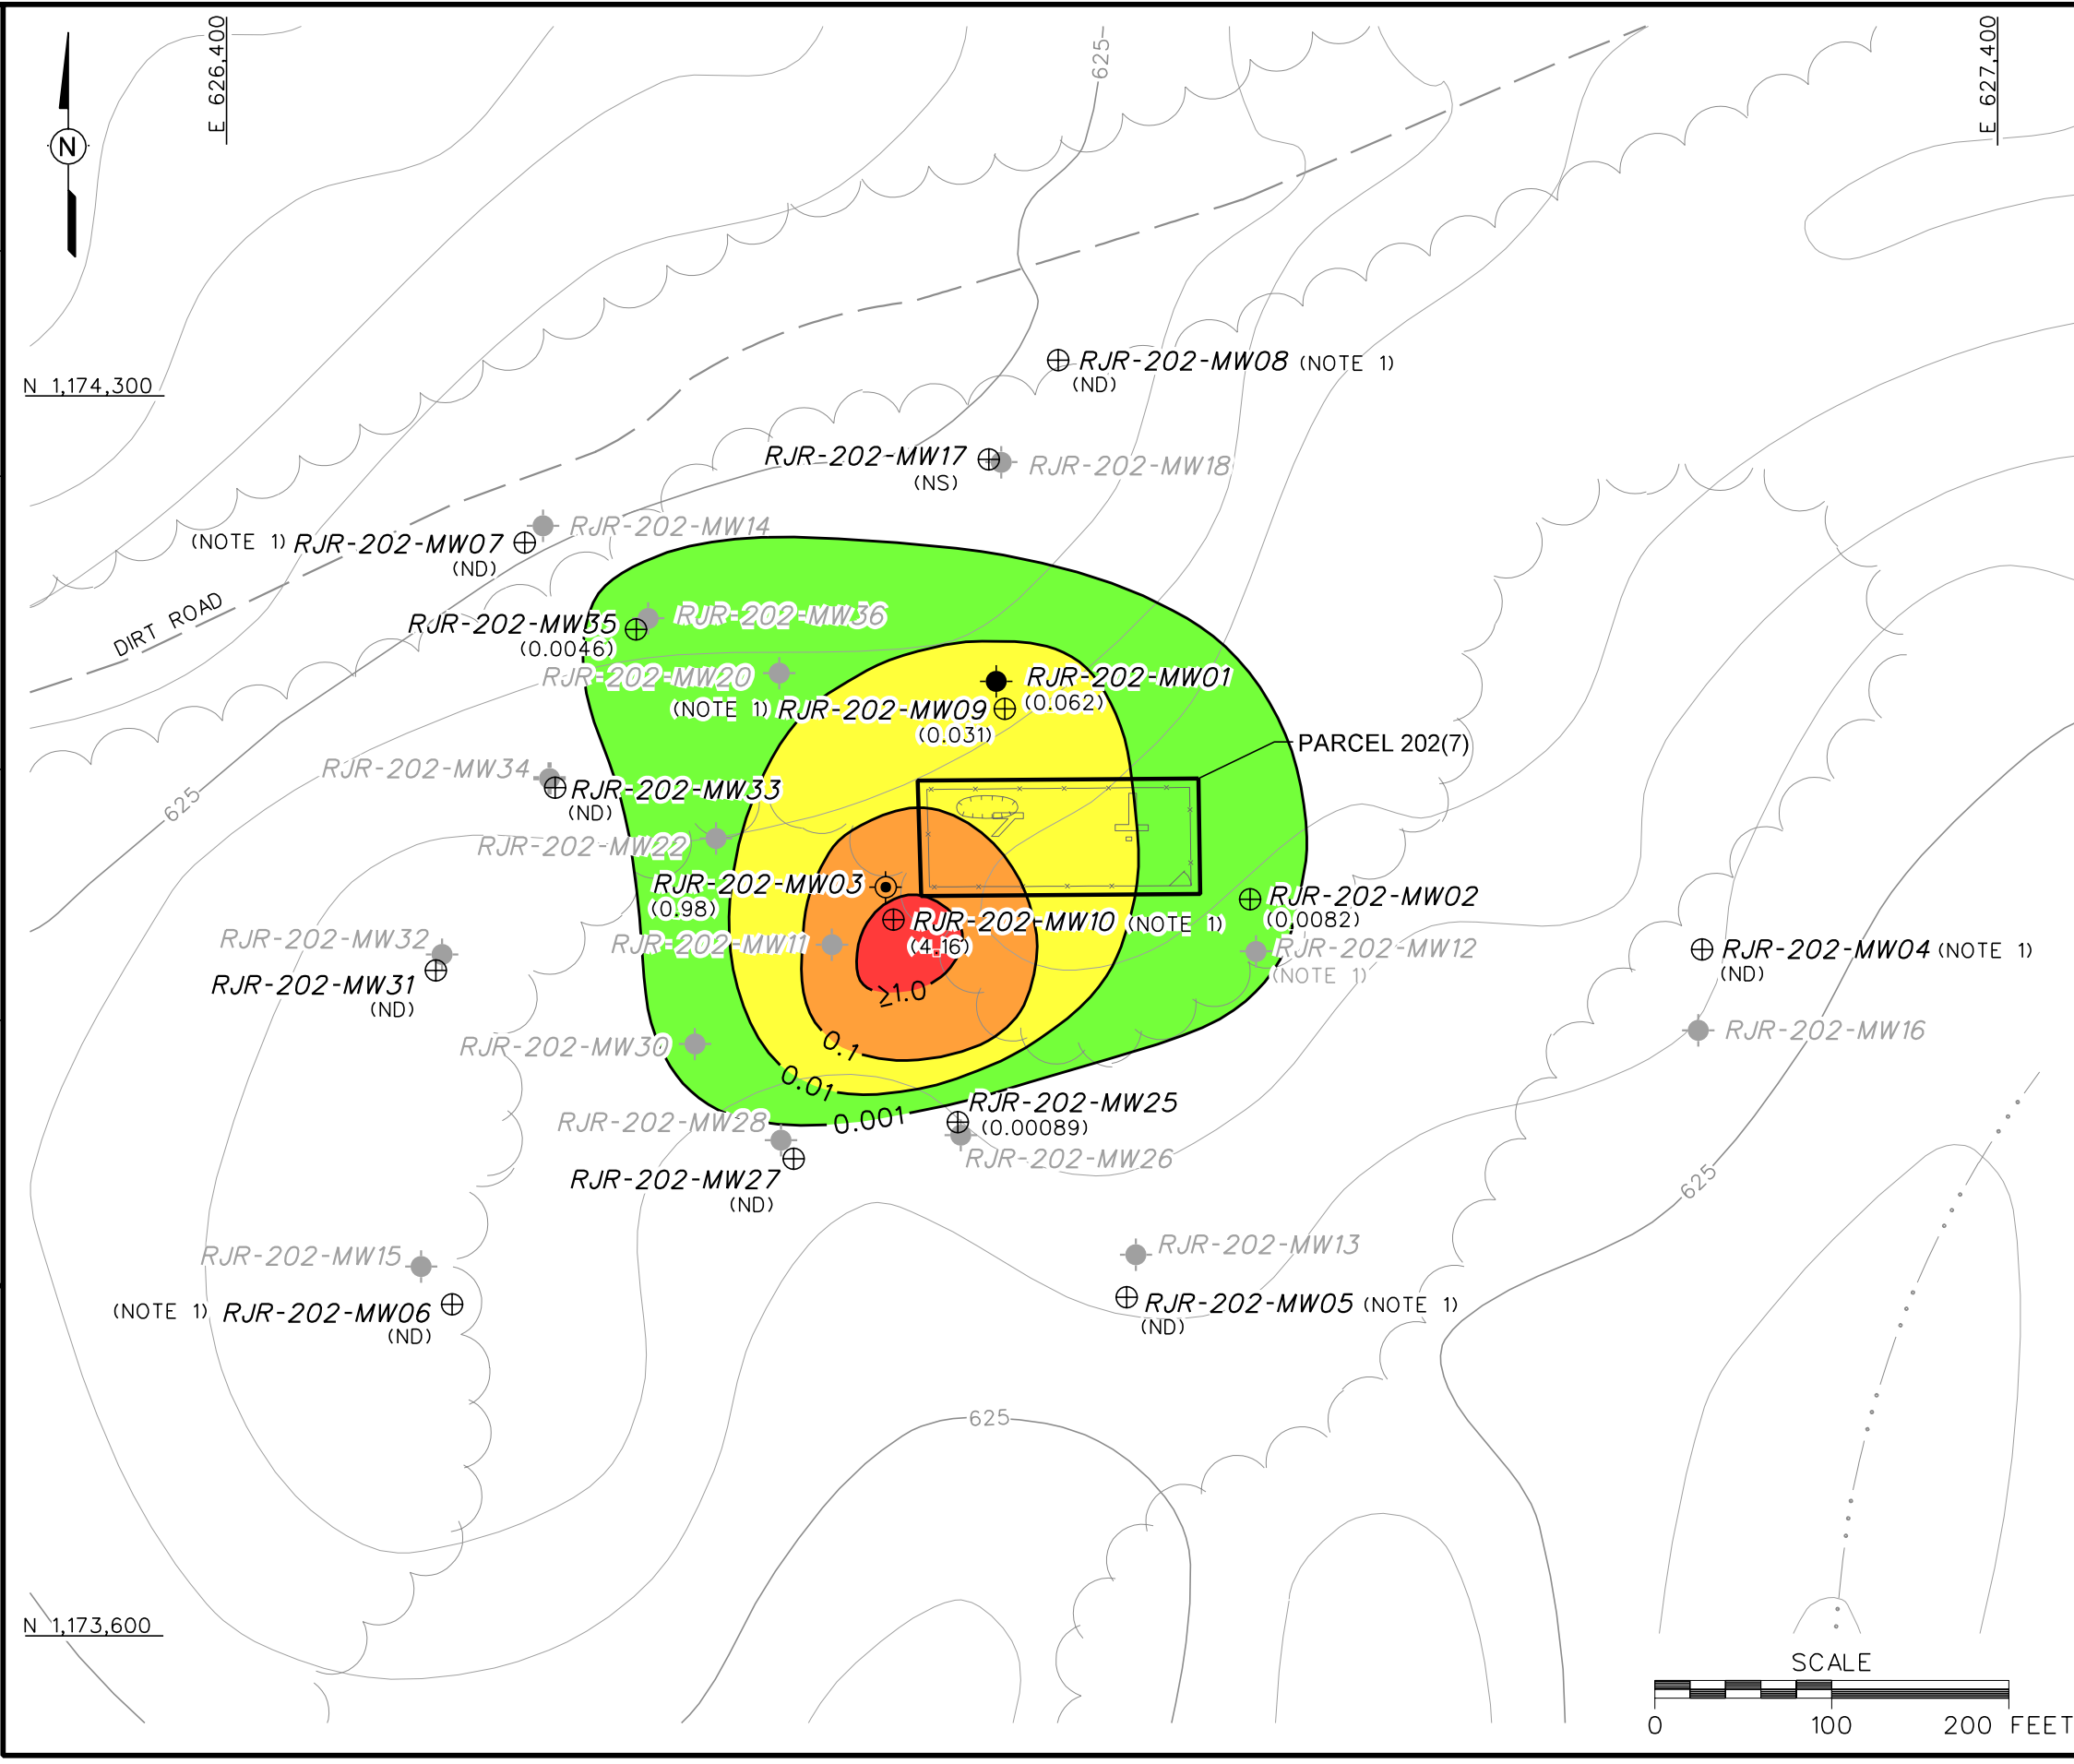 E 626,400
625
E 627,400
N
N 1,174,300
RJR-202-MW08 (NOTE 1)
(ND)
RJR-202-MW17
(NS)
RJR-202-MW18
RJR-202-MW14
(NOTE 1) RJR-202-MW07
(ND)
DIRT ROAD
RJR-202-MW36
RJR-202-MW35
(0.0046)
RJR-202-MW20
RJR-202-MW01
(0.062)
(NOTE 1) RJR-202-MW09
(0.031)
PARCEL 202(7)
RJR-202-MW34
RJR-202-MW33
(ND)
625
RJR-202-MW22
RJR-202-MW03
(0.98)
RJR-202-MW02
(0.0082)
RJR-202-MW10 (NOTE 1)
(4.16)
RJR-202-MW32
RJR-202-MW11
RJR-202-MW12
(NOTE 1)
RJR-202-MW04 (NOTE 1)
(ND)
RJR-202-MW31
(ND)
≥1.0
RJR-202-MW16
RJR-202-MW30
0.1
0.01
0.001
RJR-202-MW25
(0.00089)
RJR-202-MW28
RJR-202-MW26
RJR-202-MW27
(ND)
625
RJR-202-MW15
RJR-202-MW13
(NOTE 1) RJR-202-MW06
(ND)
RJR-202-MW05 (NOTE 1)
(ND)
625
N 1,173,600
SCALE
0 100 200 FEET